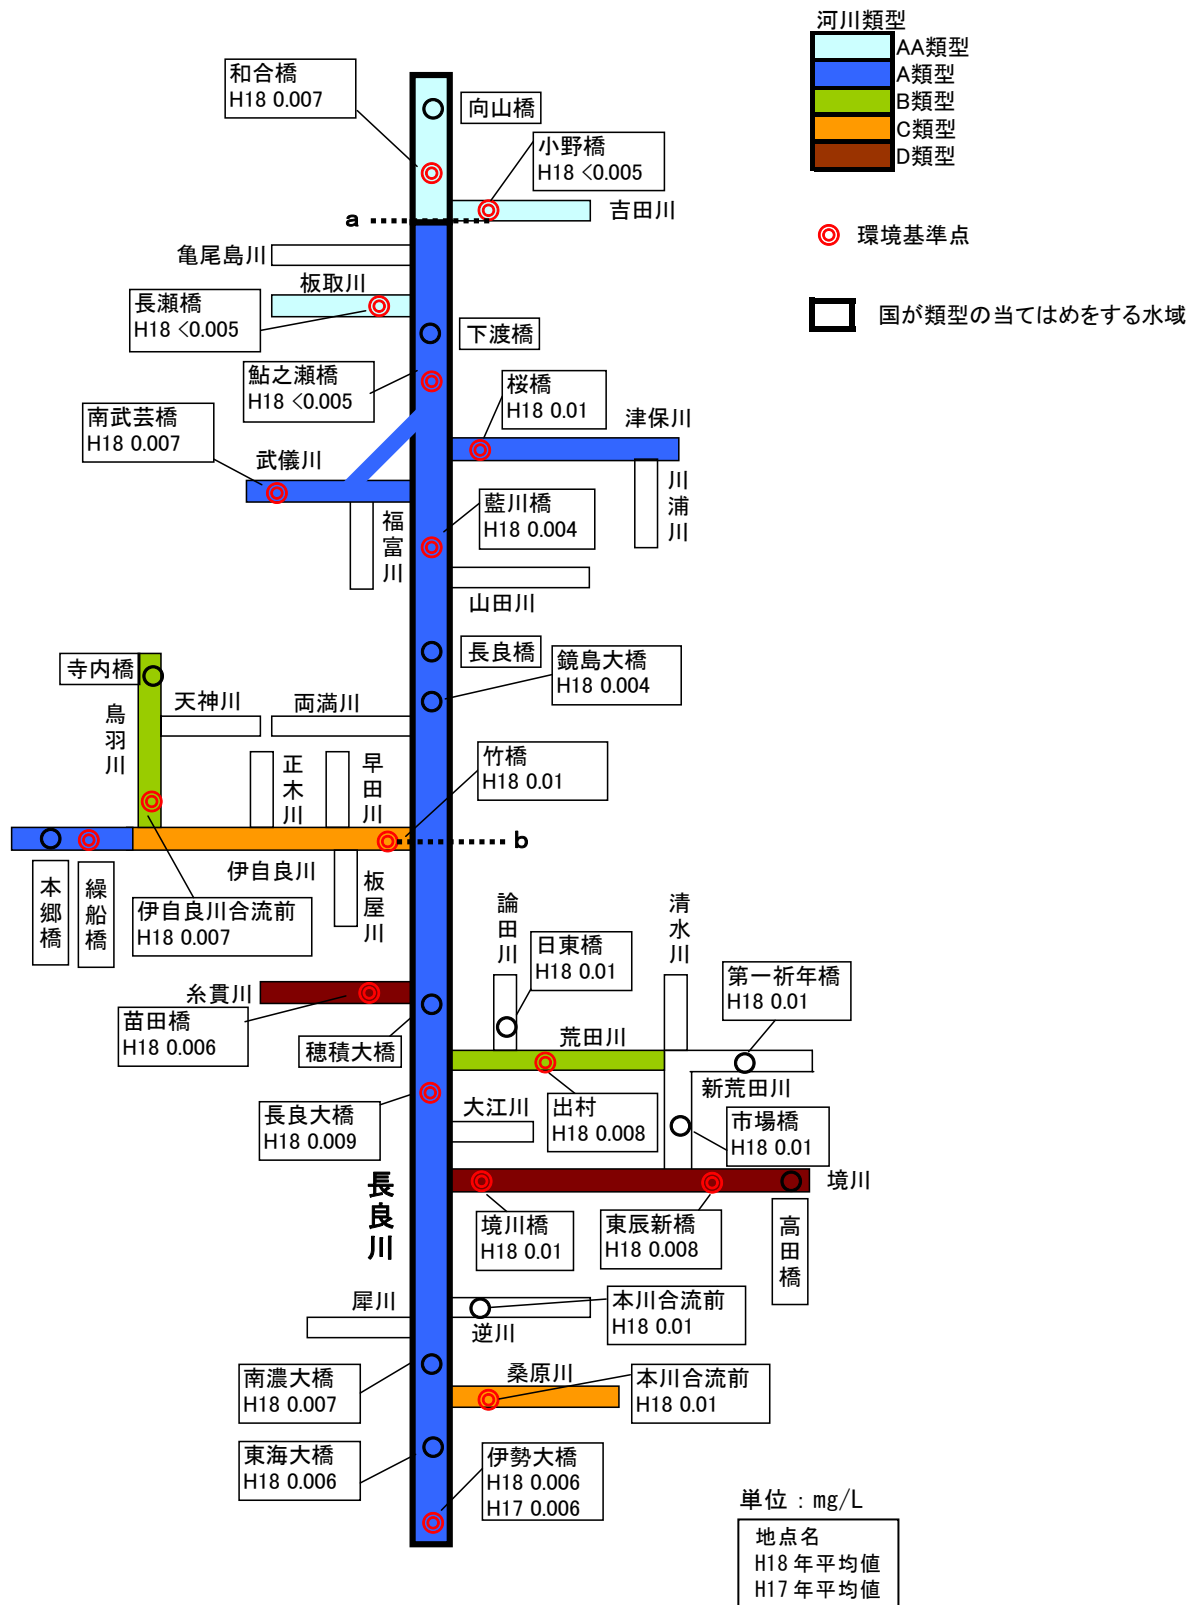 河川類型
AA類型
A類型
B類型
C類型
D類型
環境基準点
国が類型の当てはめをする水域
和合橋
H18 0.007
向山橋
小野橋
H18 <0.005
吉田川
a
亀尾島川
板取川
長瀬橋
H18 <0.005
下渡橋
鮎之瀬橋
H18 <0.005
桜橋
H18 0.01
津保川
川浦川
南武芸橋
H18 0.007
武儀川
福富川
藍川橋
H18 0.004
山田川
長良橋
鏡島大橋
H18 0.004
寺内橋
鳥羽川
天神川
両満川
正木川
早田川
竹橋
H18 0.01
b
伊自良川
板屋川
本郷橋
繰船橋
伊自良川合流前
H18 0.007
論田川
清水川
日東橋
H18 0.01
第一祈年橋
H18 0.01
糸貫川
苗田橋
H18 0.006
穂積大橋
荒田川
新荒田川
長良大橋
H18 0.009
大江川
出村
H18 0.008
市場橋
H18 0.01
長良川
境川
境川橋
H18 0.01
東辰新橋
H18 0.008
高田橋
犀川
逆川
本川合流前
H18 0.01
南濃大橋
H18 0.007
桑原川
本川合流前
H18 0.01
東海大橋
H18 0.006
伊勢大橋
H18 0.006
H17 0.006
単位：mg/L
地点名
H18年平均値
H17年平均値